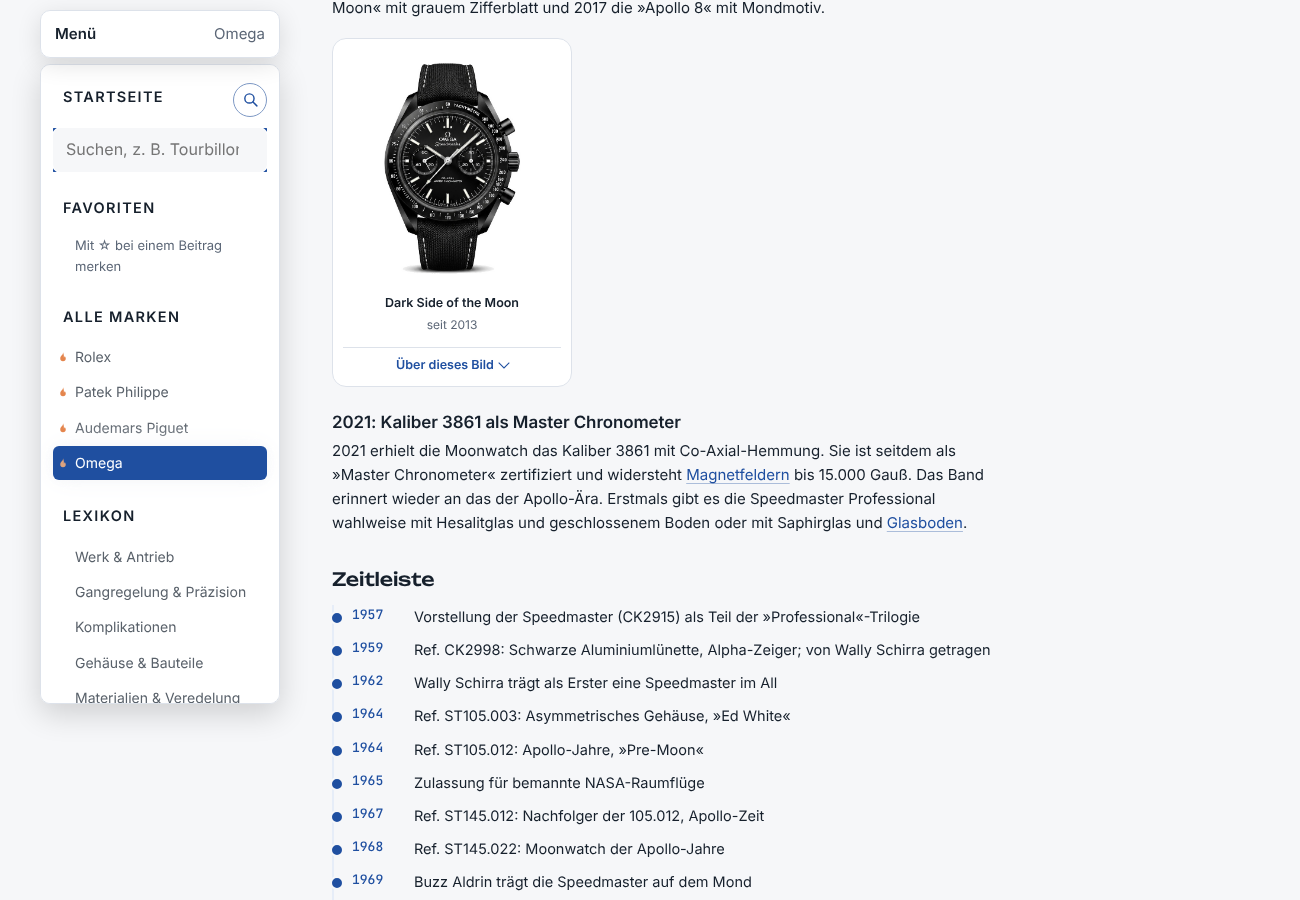 Menü
Omega
STARTSEITE
Suchen, z. B. Tourbillon
FAVORITEN
Mit ☆ bei einem Beitrag
merken
ALLE MARKEN
Rolex
Patek Philippe
Audemars Piguet
Omega
LEXIKON
Werk & Antrieb
Gangregelung & Präzision
Komplikationen
Gehäuse & Bauteile
Materialien & Veredelung
Moon« mit grauem Zifferblatt und 2017 die »Apollo 8« mit Mondmotiv.
OMEGA
Speedmaster
Dark Side of the Moon
seit 2013
Über dieses Bild
2021: Kaliber 3861 als Master Chronometer
2021 erhielt die Moonwatch das Kaliber 3861 mit Co-Axial-Hemmung. Sie ist seitdem als
»Master Chronometer« zertifiziert und widersteht Magnetfeldern bis 15.000 Gauß. Das Band
erinnert wieder an das der Apollo-Ära. Erstmals gibt es die Speedmaster Professional
wahlweise mit Hesalitglas und geschlossenem Boden oder mit Saphirglas und Glasboden.
Zeitleiste
1957 Vorstellung der Speedmaster (CK2915) als Teil der »Professional«-Trilogie
1959 Ref. CK2998: Schwarze Aluminiumlünette, Alpha-Zeiger; von Wally Schirra getragen
1962 Wally Schirra trägt als Erster eine Speedmaster im All
1964 Ref. ST105.003: Asymmetrisches Gehäuse, »Ed White«
1964 Ref. ST105.012: Apollo-Jahre, »Pre-Moon«
1965 Zulassung für bemannte NASA-Raumflüge
1967 Ref. ST145.012: Nachfolger der 105.012, Apollo-Zeit
1968 Ref. ST145.022: Moonwatch der Apollo-Jahre
1969 Buzz Aldrin trägt die Speedmaster auf dem Mond